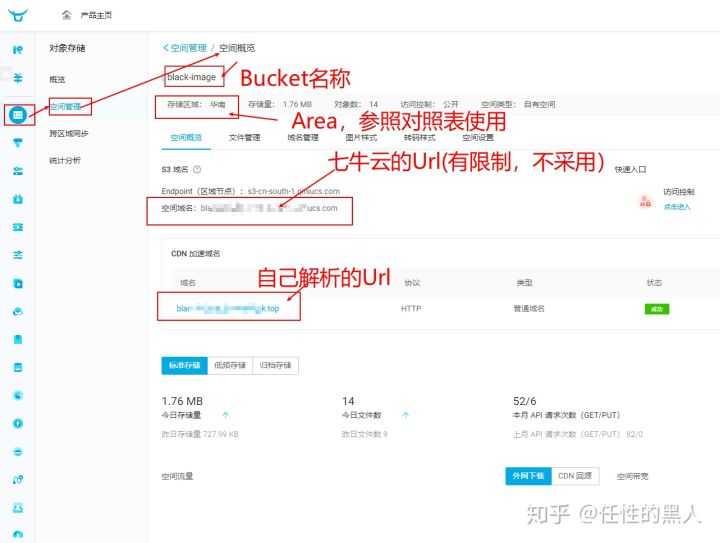 产品主页
对象存储
概览
空间管理
跨区域同步
统计分析
空间管理 / 空间概览
black-image
Bucket名称
存储区域： 华南 存储量： 1.76 MB 对象数： 14 访问控制： 公开 空间类型： 自有空间
Area，参照对照表使用
空间概览 文件管理 域名管理 图片样式 转码样式 空间设置
七牛云的Url(有限制，不采用）
S3 域名
快速入口
Endpoint（区域节点）：s3-cn-south-1.qiniucs.com
空间域名：bla ucs.com
访问控制
点击进入
CDN 加速域名
自己解析的Url
域名 协议 类型 状态
blac k.top HTTP 普通域名 成功
标准存储 低频存储 归档存储
1.76 MB 14 52/6
今日存储量 今日文件数 本月 API 请求次数（GET/PUT）
昨日存储量 727.99 KB 昨日文件数 9 上月 API 请求次数（GET/PUT） 82/0
空间流量 外网下载 CDN 回源 空间带宽
知乎 @任性的黑人